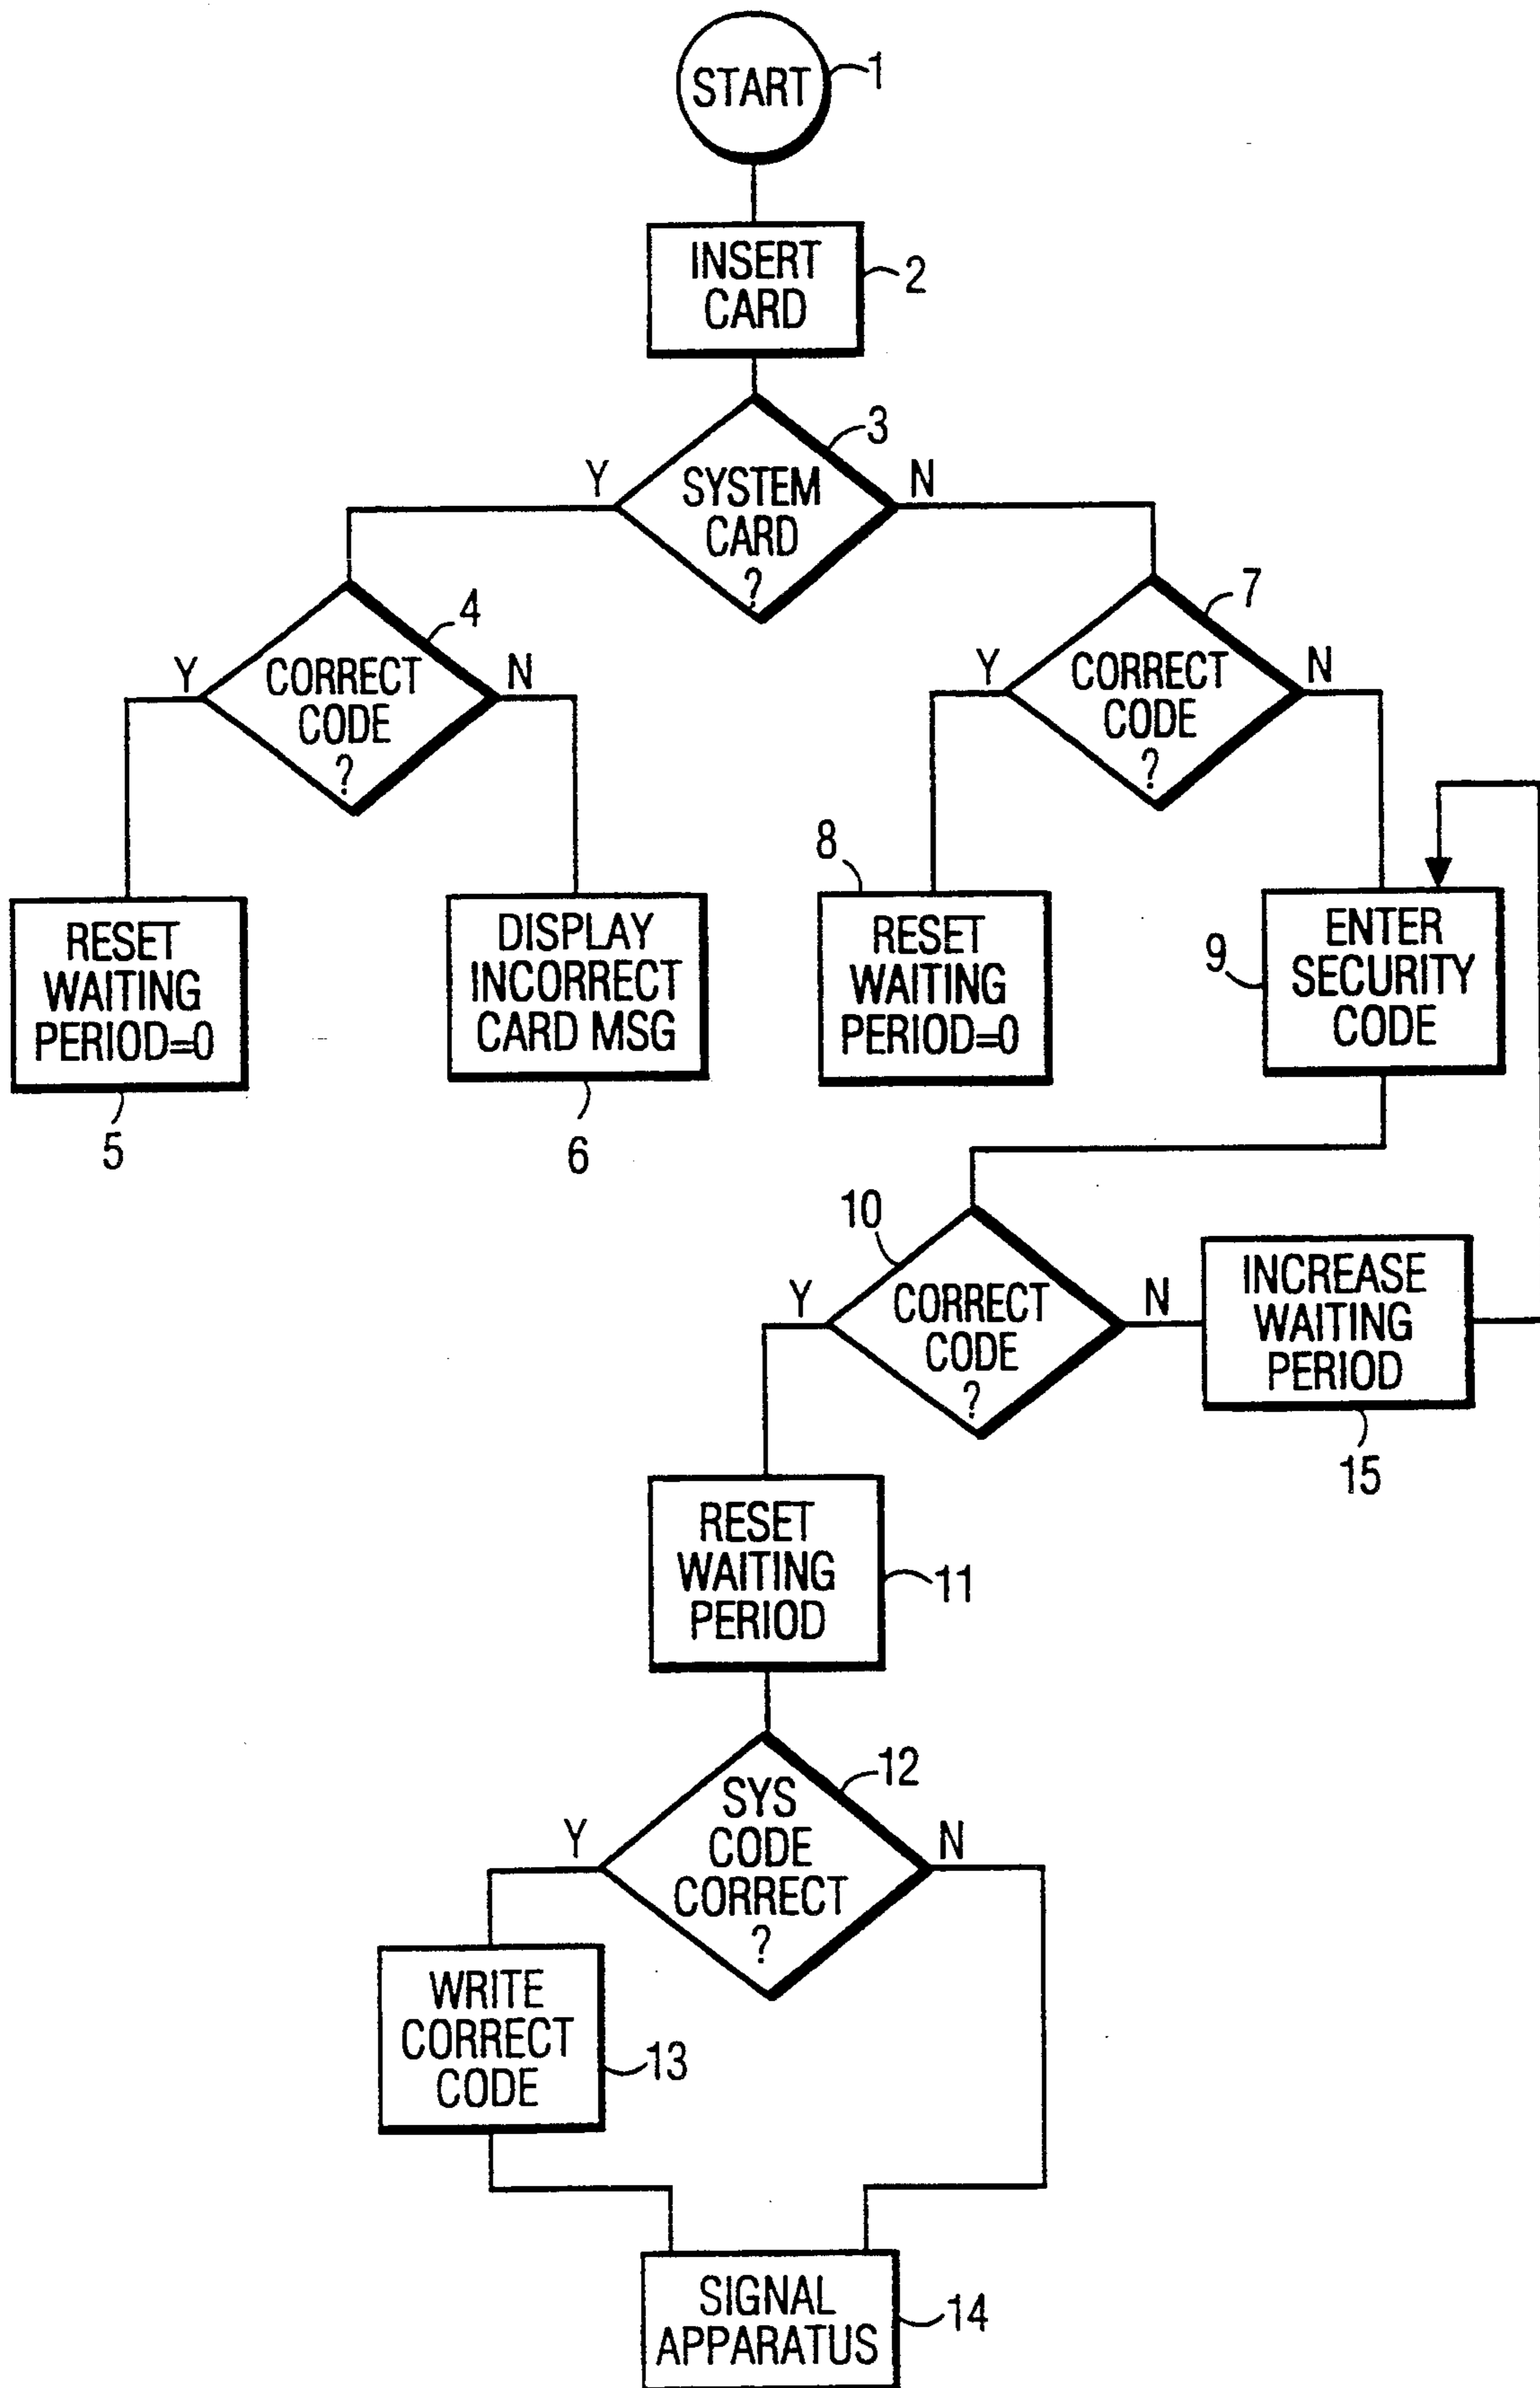 START
1
INSERT
CARD
2
3
Y
SYSTEM
CARD
?
N
4
Y
CORRECT
CODE
?
N
7
Y
CORRECT
CODE
?
N
RESET
WAITING
PERIOD=0
5
DISPLAY
INCORRECT
CARD MSG
6
8
RESET
WAITING
PERIOD=0
9
ENTER
SECURITY
CODE
10
Y
CORRECT
CODE
?
N
INCREASE
WAITING
PERIOD
15
RESET
WAITING
PERIOD
11
12
Y
SYS
CODE
CORRECT
?
N
WRITE
CORRECT
CODE
13
SIGNAL
APPARATUS
14